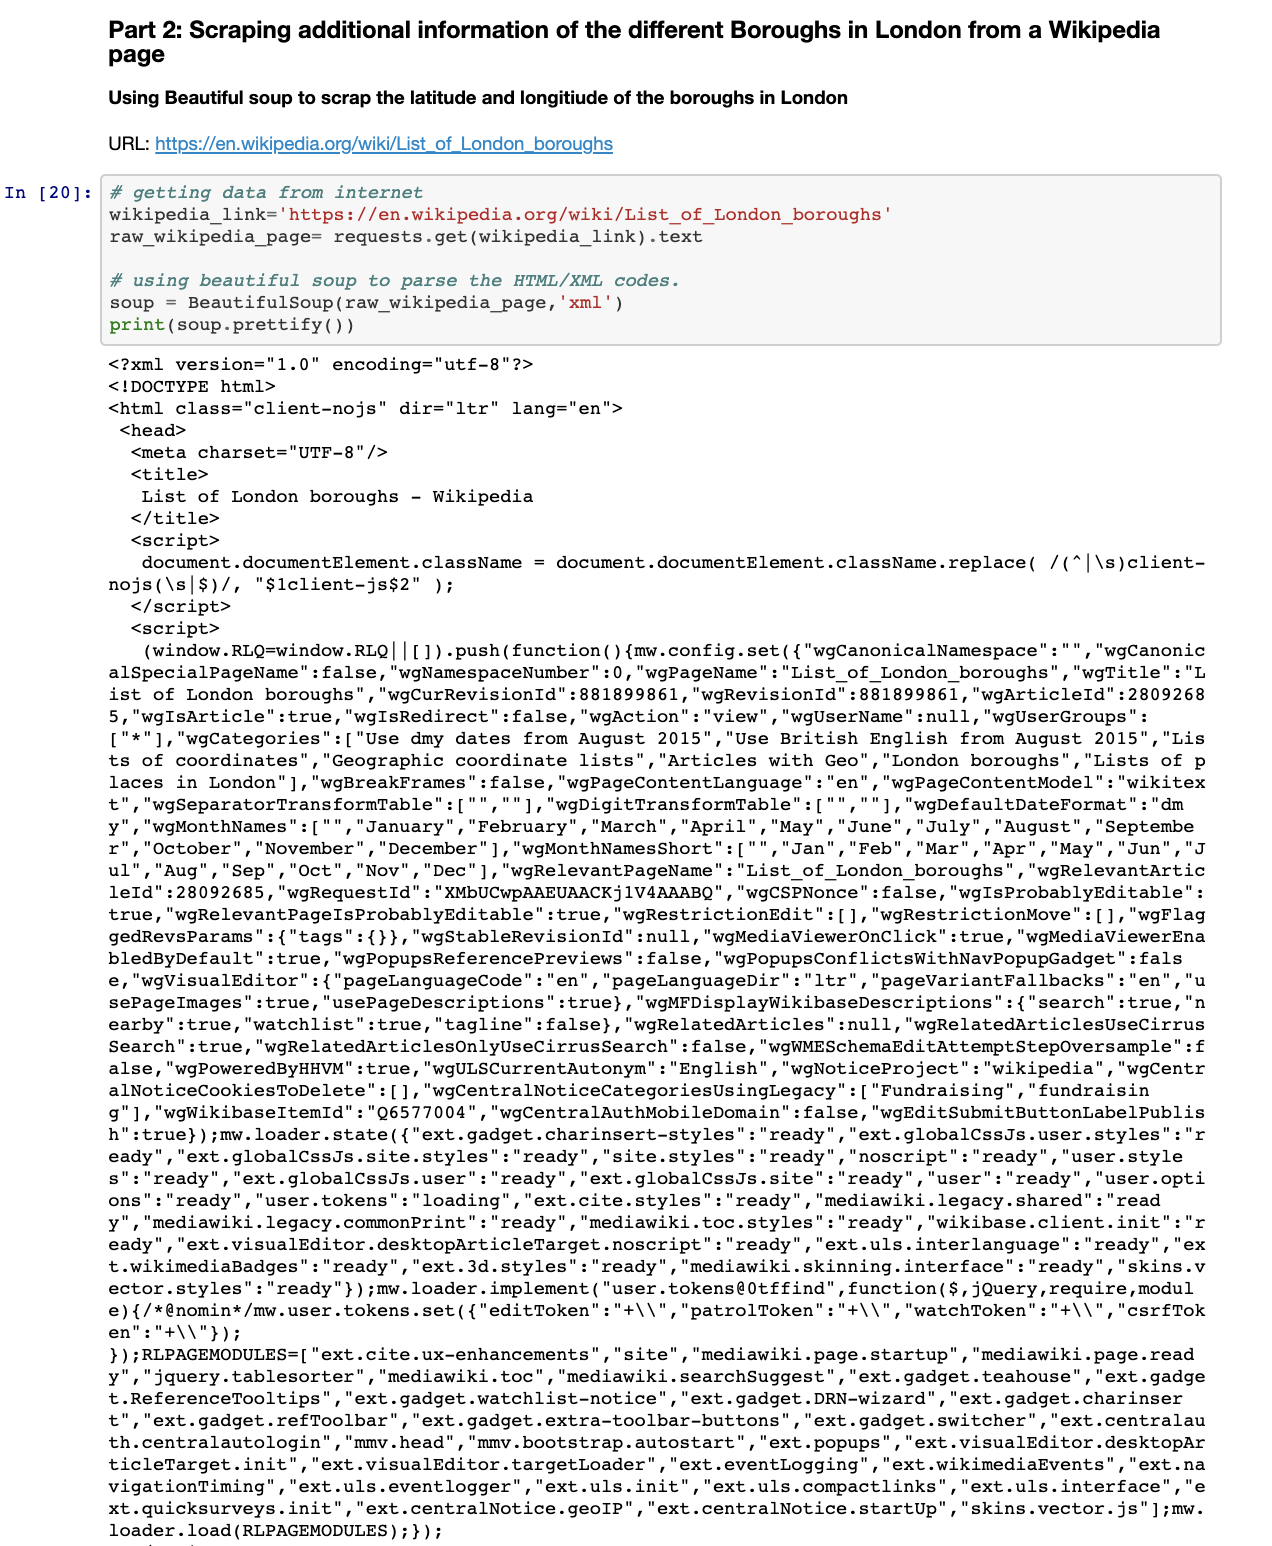 Part 2: Scraping additional information of the different Boroughs in London from a Wikipedia
page
Using Beautiful soup to scrap the latitude and longitiude of the boroughs in London
URL: https://en.wikipedia.org/wiki/List_of_London_boroughs
In [20]:
# getting data from internet
wikipedia_link='https://en.wikipedia.org/wiki/List_of_London_boroughs'
raw_wikipedia_page= requests.get(wikipedia_link).text
# using beautiful soup to parse the HTML/XML codes.
soup = BeautifulSoup(raw_wikipedia_page,'xml')
print(soup.prettify())
<?xml version="1.0" encoding="utf-8"?>
<!DOCTYPE html>
<html class="client-nojs" dir="ltr" lang="en">
<head>
<meta charset="UTF-8"/>
<title>
List of London boroughs - Wikipedia
</title>
<script>
document.documentElement.className = document.documentElement.className.replace( /(^|\s)client-
nojs(\s|$)/, "$1client-js$2" );
</script>
<script>
(window.RLQ=window.RLQ||[]).push(function(){mw.config.set({"wgCanonicalNamespace":"","wgCanonic
alSpecialPageName":false,"wgNamespaceNumber":0,"wgPageName":"List_of_London_boroughs","wgTitle":"L
ist of London boroughs","wgCurRevisionId":881899861,"wgRevisionId":881899861,"wgArticleId":2809268
5,"wgIsArticle":true,"wgIsRedirect":false,"wgAction":"view","wgUserName":null,"wgUserGroups":
["*"],"wgCategories":["Use dmy dates from August 2015","Use British English from August 2015","Lis
ts of coordinates","Geographic coordinate lists","Articles with Geo","London boroughs","Lists of p
laces in London"],"wgBreakFrames":false,"wgPageContentLanguage":"en","wgPageContentModel":"wikitex
t","wgSeparatorTransformTable":["",""],"wgDigitTransformTable":["",""],"wgDefaultDateFormat":"dm
y","wgMonthNames":["","January","February","March","April","May","June","July","August","Septembe
r","October","November","December"],"wgMonthNamesShort":["","Jan","Feb","Mar","Apr","May","Jun","J
ul","Aug","Sep","Oct","Nov","Dec"],"wgRelevantPageName":"List_of_London_boroughs","wgRelevantArtic
leId":28092685,"wgRequestId":"XMbUCwpAAEUAACKj1V4AAABQ","wgCSPNonce":false,"wgIsProbablyEditable":
true,"wgRelevantPageIsProbablyEditable":true,"wgRestrictionEdit":[],"wgRestrictionMove":[],"wgFlag
gedRevsParams":{"tags":{}},"wgStableRevisionId":null,"wgMediaViewerOnClick":true,"wgMediaViewerEna
bledByDefault":true,"wgPopupsReferencePreviews":false,"wgPopupsConflictsWithNavPopupGadget":fals
e,"wgVisualEditor":{"pageLanguageCode":"en","pageLanguageDir":"ltr","pageVariantFallbacks":"en","u
sePageImages":true,"usePageDescriptions":true},"wgMFDisplayWikibaseDescriptions":{"search":true,"n
earby":true,"watchlist":true,"tagline":false},"wgRelatedArticles":null,"wgRelatedArticlesUseCirrus
Search":true,"wgRelatedArticlesOnlyUseCirrusSearch":false,"wgWMESchemaEditAttemptStepOversample":f
alse,"wgPoweredByHHVM":true,"wgULSCurrentAutonym":"English","wgNoticeProject":"wikipedia","wgCentr
alNoticeCookiesToDelete":[],"wgCentralNoticeCategoriesUsingLegacy":["Fundraising","fundraisin
g"],"wgWikibaseItemId":"Q6577004","wgCentralAuthMobileDomain":false,"wgEditSubmitButtonLabelPublis
h":true});mw.loader.state({"ext.gadget.charinsert-styles":"ready","ext.globalCssJs.user.styles":"r
eady","ext.globalCssJs.site.styles":"ready","site.styles":"ready","noscript":"ready","user.style
s":"ready","ext.globalCssJs.user":"ready","ext.globalCssJs.site":"ready","user":"ready","user.opti
ons":"ready","user.tokens":"loading","ext.cite.styles":"ready","mediawiki.legacy.shared":"read
y","mediawiki.legacy.commonPrint":"ready","mediawiki.toc.styles":"ready","wikibase.client.init":"r
eady","ext.visualEditor.desktopArticleTarget.noscript":"ready","ext.uls.interlanguage":"ready","ex
t.wikimediaBadges":"ready","ext.3d.styles":"ready","mediawiki.skinning.interface":"ready","skins.v
ector.styles":"ready"});mw.loader.implement("user.tokens@0tffind",function($,jQuery,require,modul
e){/*@nomin*/mw.user.tokens.set({"editToken":"+\\","patrolToken":"+\\","watchToken":"+\\","csrfTok
en":"+\\"});
});RLPAGEMODULES=["ext.cite.ux-enhancements","site","mediawiki.page.startup","mediawiki.page.read
y","jquery.tablesorter","mediawiki.toc","mediawiki.searchSuggest","ext.gadget.teahouse","ext.gadge
t.ReferenceTooltips","ext.gadget.watchlist-notice","ext.gadget.DRN-wizard","ext.gadget.charinser
t","ext.gadget.refToolbar","ext.gadget.extra-toolbar-buttons","ext.gadget.switcher","ext.centralau
th.centralautologin","mmv.head","mmv.bootstrap.autostart","ext.popups","ext.visualEditor.desktopAr
ticleTarget.init","ext.visualEditor.targetLoader","ext.eventLogging","ext.wikimediaEvents","ext.na
vigationTiming","ext.uls.eventlogger","ext.uls.init","ext.uls.compactlinks","ext.uls.interface","e
xt.quicksurveys.init","ext.centralNotice.geoIP","ext.centralNotice.startUp","skins.vector.js"];mw.
loader.load(RLPAGEMODULES);});